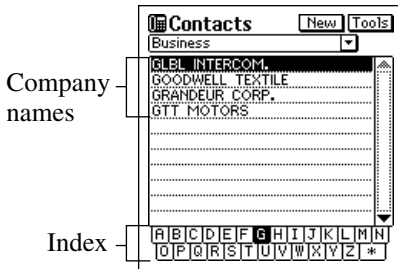 Contacts New Tools
Business
GLBL INTERCOM.
GOODWELL TEXTILE
GRANDEUR CORP.
GTT MOTORS
Company
names
Index
A B C D E F G H I J K L M N
O P Q R S T U V W X Y Z *